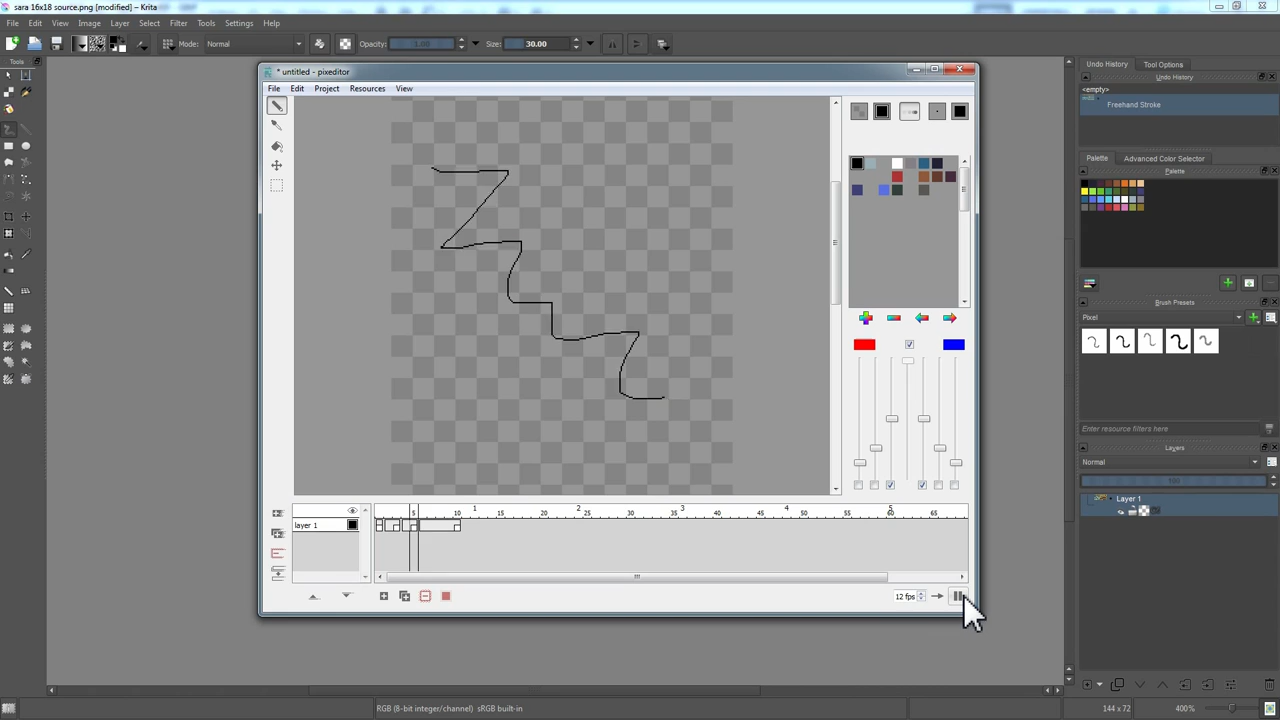 sara 16x18 source.png [modified] – Krita
File Edit View Image Layer Select Filter Tools Settings Help
Mode: Normal Opacity: 1.00 Size: 30.00
Tools
* untitled - pixeditor
File Edit Project Resources View
layer 1
1 2 3 4 5
5 10 15 20 25 30 35 40 45 50 55 60 65
12 fps
Undo History Tool Options
Undo History
<empty>
Freehand Stroke
Palette Advanced Color Selector
Palette
Brush Presets
Pixel
Enter resource filters here
Layers
Normal
100
Layer 1
RGB (8-bit integer/channel) sRGB built-in
144 x 72 400%